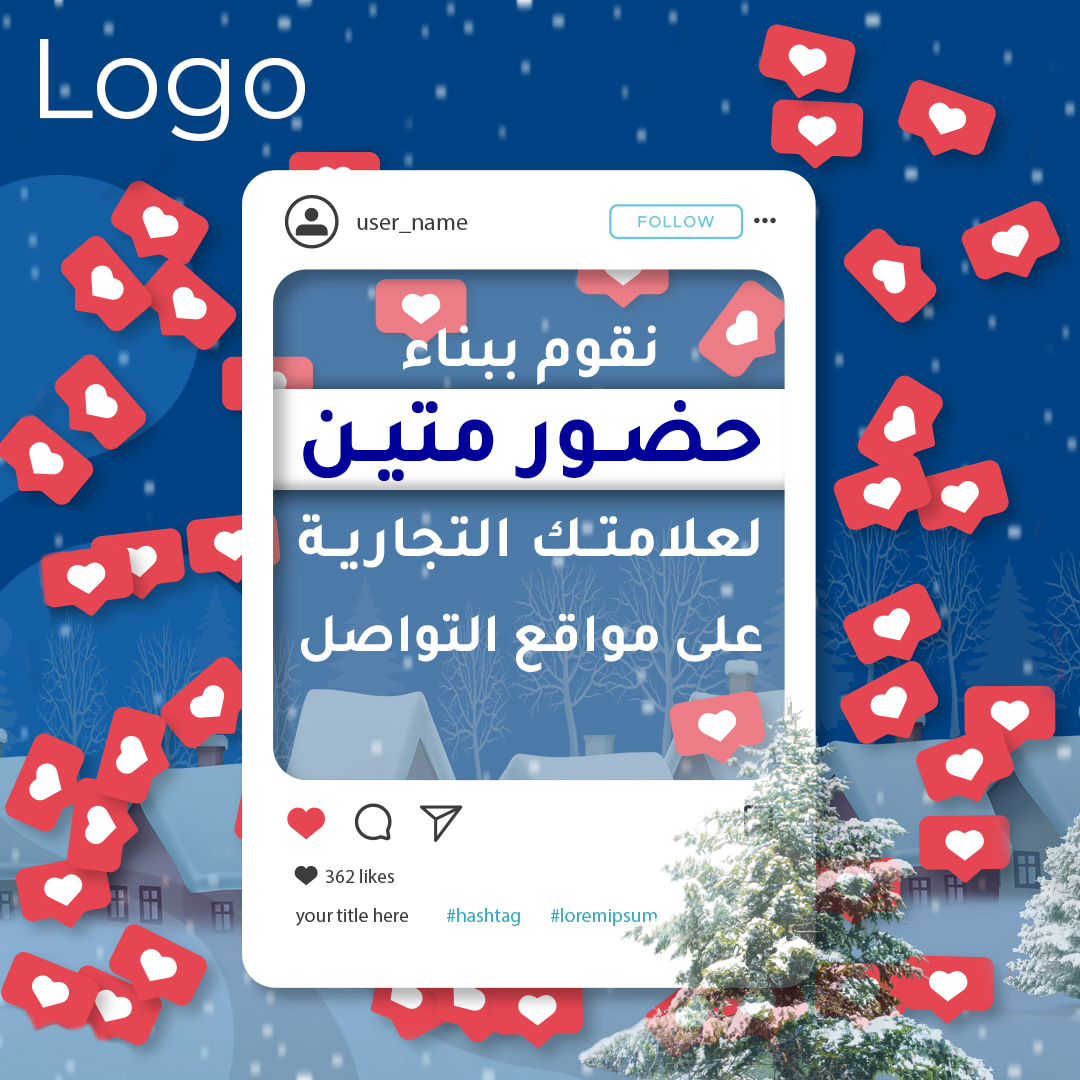 Logo
user_name
FOLLOW
نقوم ببناء
حضور متين
لعلامتك التجارية
على مواقع التواصل
362 likes
your title here #hashtag #loremipsum